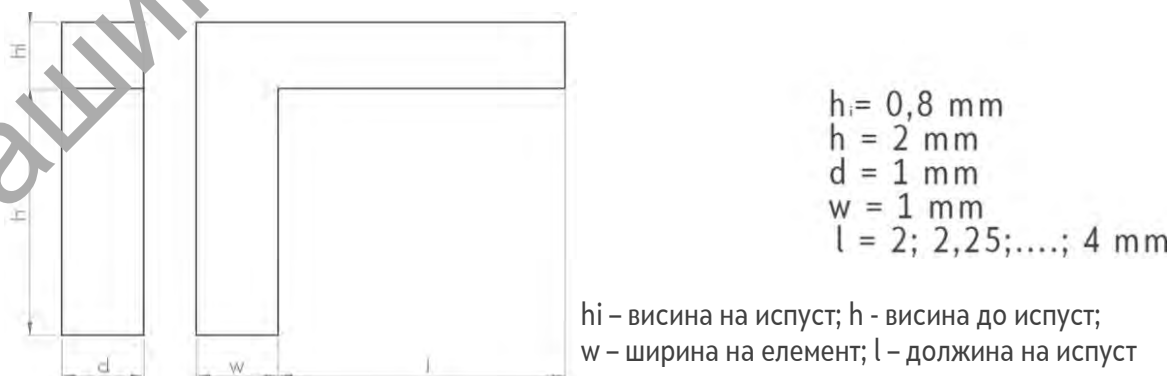 hi
h
d
w
l
hᵢ= 0,8 mm
h = 2 mm
d = 1 mm
w = 1 mm
l = 2; 2,25;....; 4 mm
hi – висина на испуст; h - висина до испуст;
w – ширина на елемент; l – должина на испуст